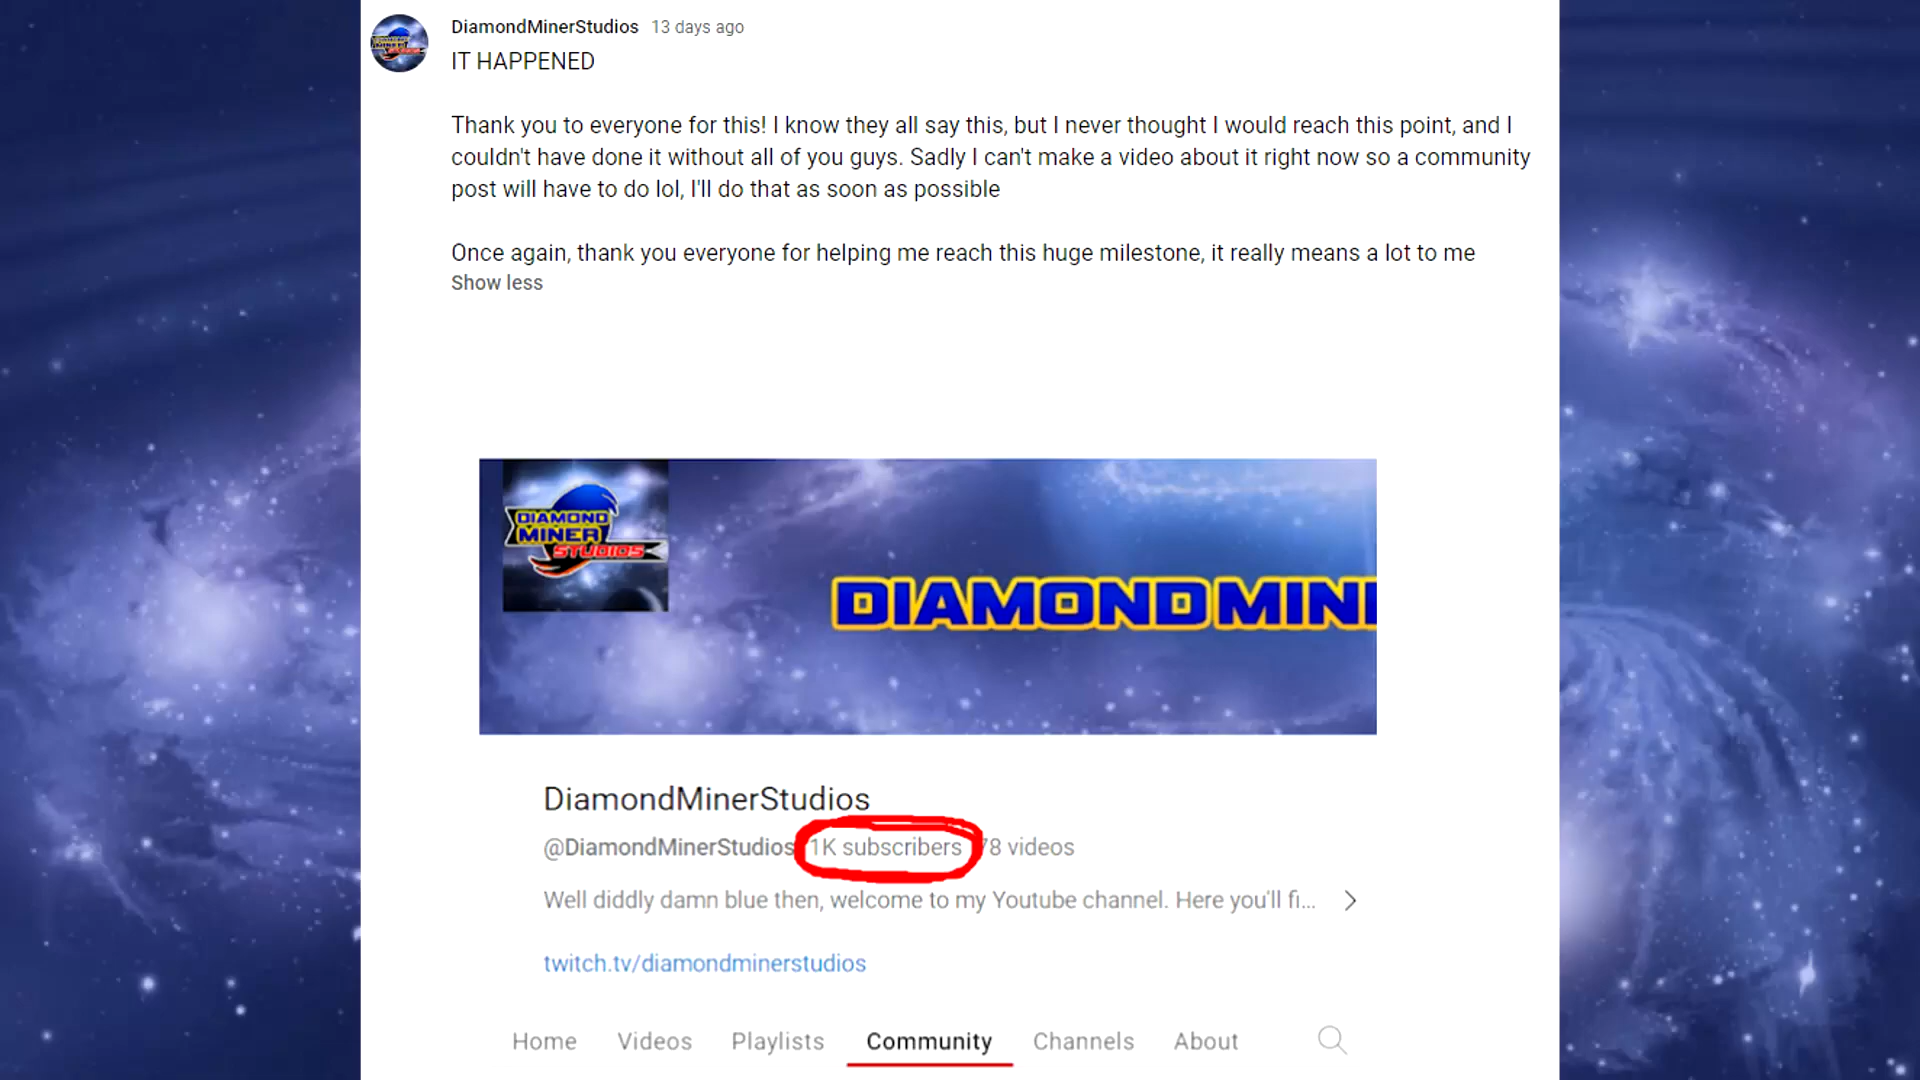 DiamondMinerStudios 13 days ago
IT HAPPENED
Thank you to everyone for this! I know they all say this, but I never thought I would reach this point, and I
couldn't have done it without all of you guys. Sadly I can't make a video about it right now so a community
post will have to do lol, I'll do that as soon as possible
Once again, thank you everyone for helping me reach this huge milestone, it really means a lot to me
Show less
DIAMOND
MINER
STUDIOS
DIAMONDMIN
DiamondMinerStudios
@DiamondMinerStudios 1K subscribers 78 videos
Well diddly damn blue then, welcome to my Youtube channel. Here you'll fi...
twitch.tv/diamondminerstudios
Home Videos Playlists Community Channels About